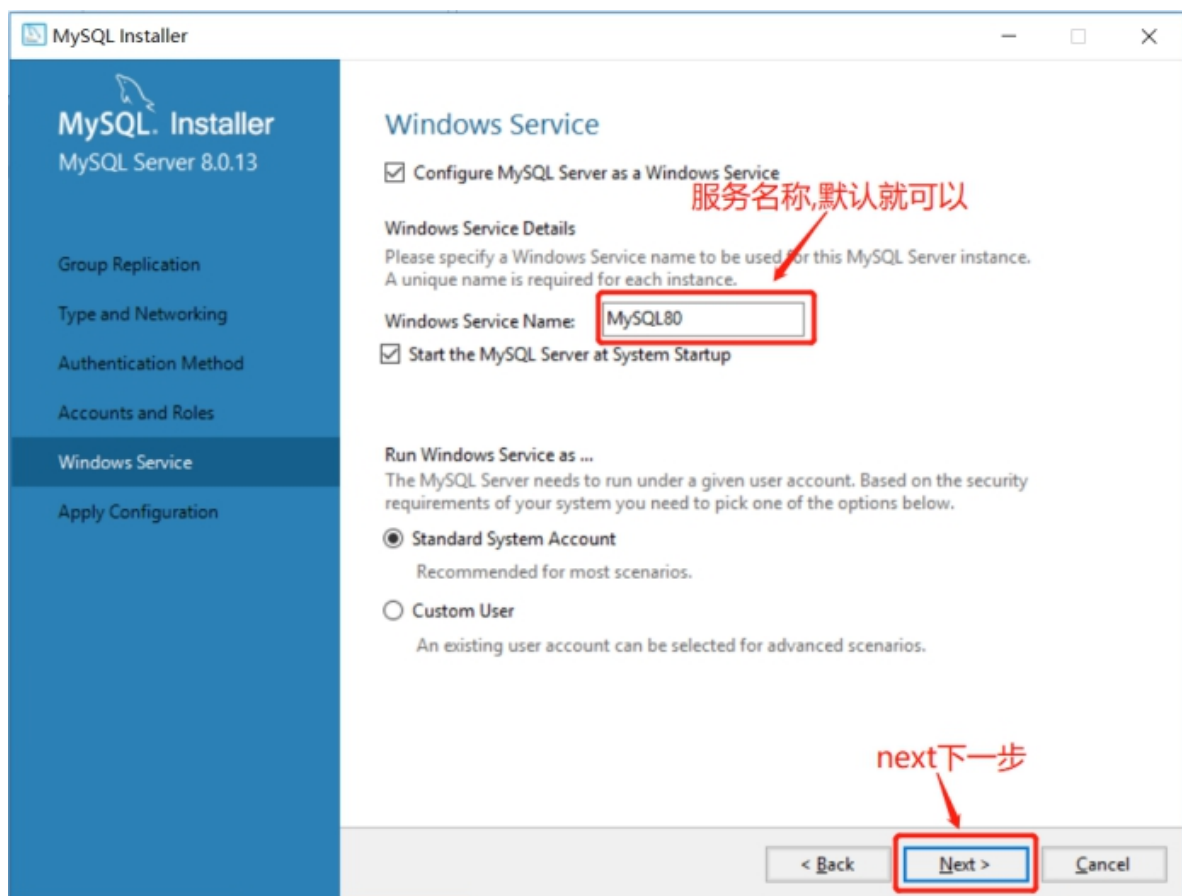 MySQL Installer
MySQL. Installer
MySQL Server 8.0.13
Group Replication
Type and Networking
Authentication Method
Accounts and Roles
Windows Service
Apply Configuration
Windows Service
Configure MySQL Server as a Windows Service
服务名称,默认就可以
Windows Service Details
Please specify a Windows Service name to be used for this MySQL Server instance.
A unique name is required for each instance.
Windows Service Name: MySQL80
Start the MySQL Server at System Startup
Run Windows Service as ...
The MySQL Server needs to run under a given user account. Based on the security
requirements of your system you need to pick one of the options below.
Standard System Account
Recommended for most scenarios.
Custom User
An existing user account can be selected for advanced scenarios.
next下一步
< Back Next > Cancel